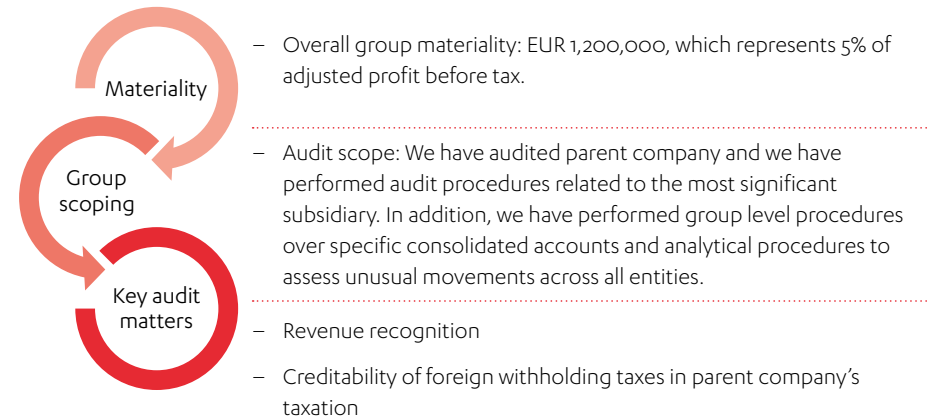 Materiality
– Overall group materiality: EUR 1,200,000, which represents 5% of
adjusted profit before tax.
Group
scoping
– Audit scope: We have audited parent company and we have
performed audit procedures related to the most significant
subsidiary. In addition, we have performed group level procedures
over specific consolidated accounts and analytical procedures to
assess unusual movements across all entities.
Key audit
matters
– Revenue recognition
– Creditability of foreign withholding taxes in parent company’s
taxation